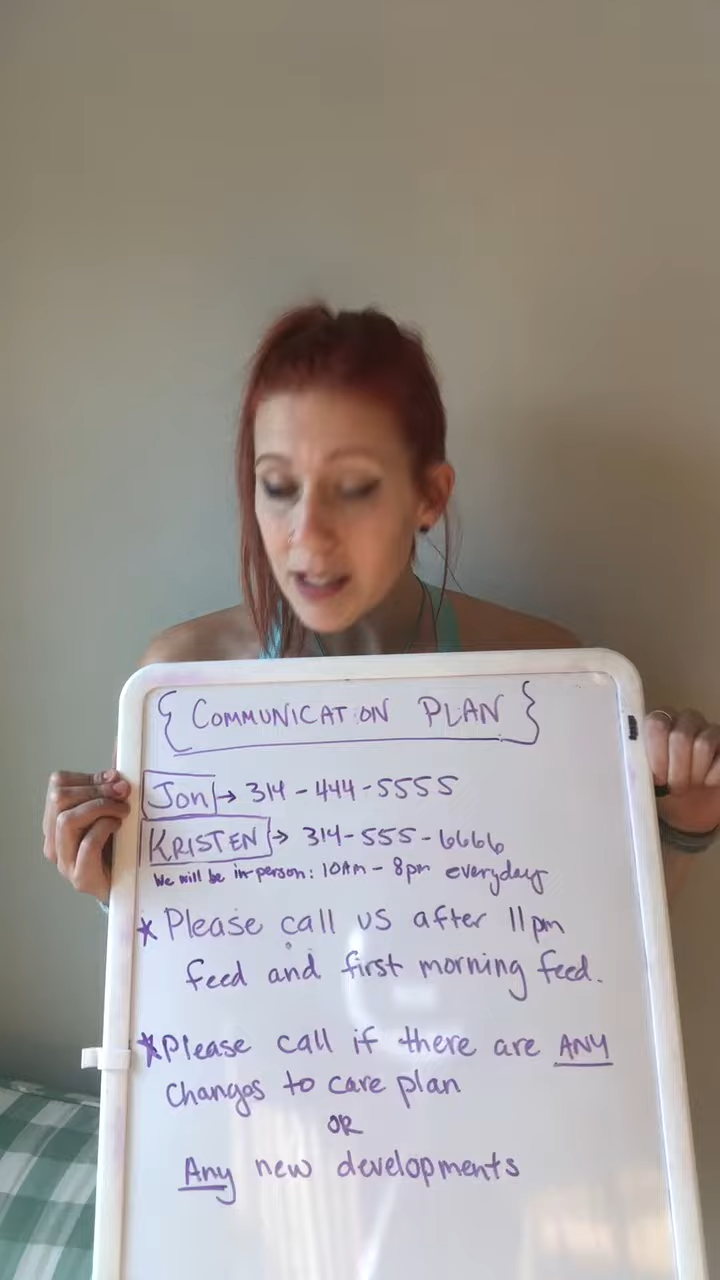 { COMMUNICATION PLAN }
Jon → 314-444-5555
KRISTEN → 314-555-6666
We will be in-person: 10Am - 8pm everyday
* Please call us after 11pm
feed and first morning feed.
* Please call if there are ANY
changes to care plan
OR
Any new developments